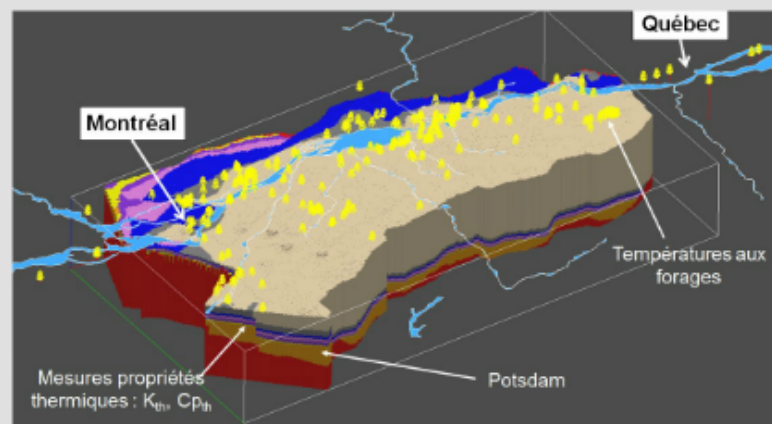 Québec
Montréal
Températures aux
forages
Mesures propriétés
thermiques : Kth, Cpth
Potsdam